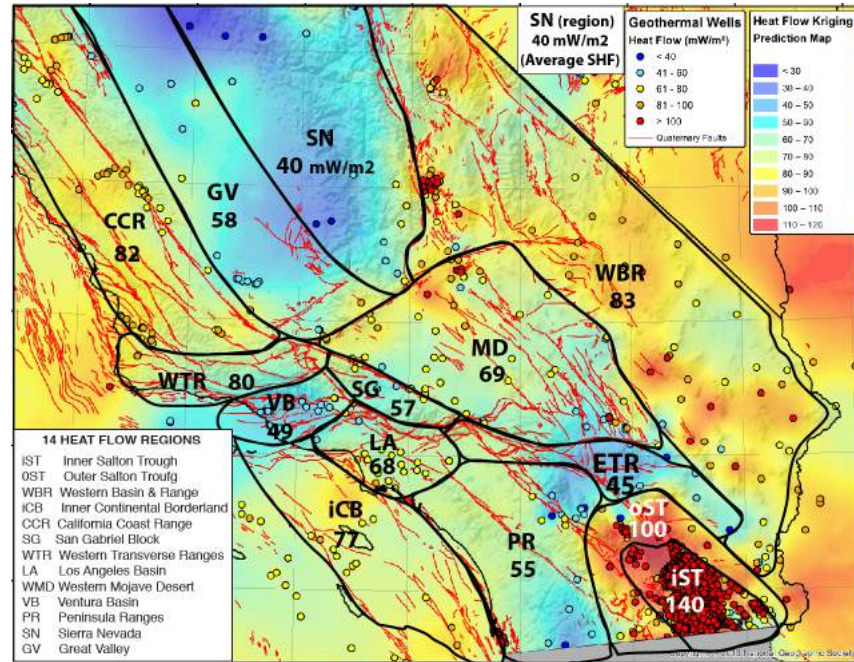 SN (region)
40 mW/m2
(Average SHF)
Geothermal Wells
Heat Flow (mW/m²)
< 40
41 - 60
61 - 80
81 - 100
> 100
Quaternary Faults
Heat Flow Kriging
Prediction Map
< 30
30 – 40
40 – 50
50 – 60
60 – 70
70 – 80
80 – 90
90 – 100
100 – 110
110 – 120
SN
40 mW/m2
GV
58
CCR
82
WBR
83
MD
69
WTR 80
SG
57
VB
49
LA
68
ETR
45
iCB
77
oST
100
PR
55
iST
140
14 HEAT FLOW REGIONS
iST Inner Salton Trough
0ST Outer Salton Troufg
WBR Western Basin & Range
iCB Inner Continental Borderland
CCR California Coast Range
SG San Gabriel Block
WTR Western Transverse Ranges
LA Los Angeles Basin
WMD Western Mojave Desert
VB Ventura Basin
PR Peninsula Ranges
SN Sierra Nevada
GV Great Valley
National Geographic Society